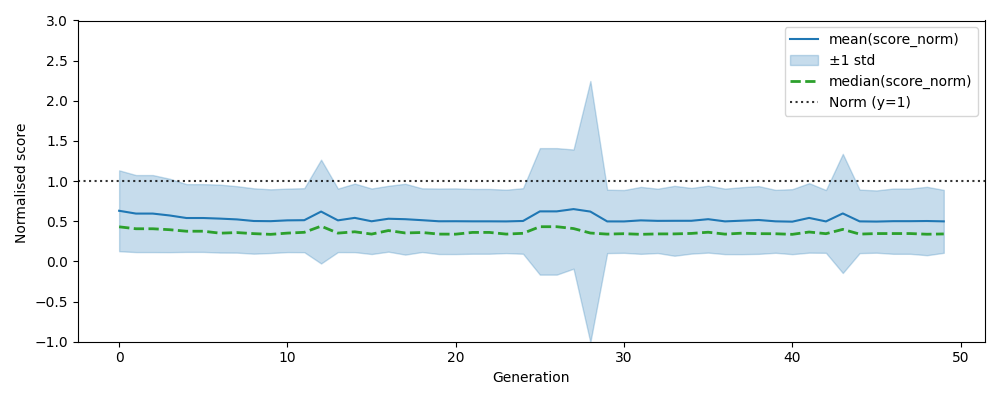 3.0
2.5
2.0
1.5
1.0
0.5
0.0
−0.5
−1.0
Normalised score
mean(score_norm)
±1 std
median(score_norm)
Norm (y=1)
0 10 20 30 40 50
Generation